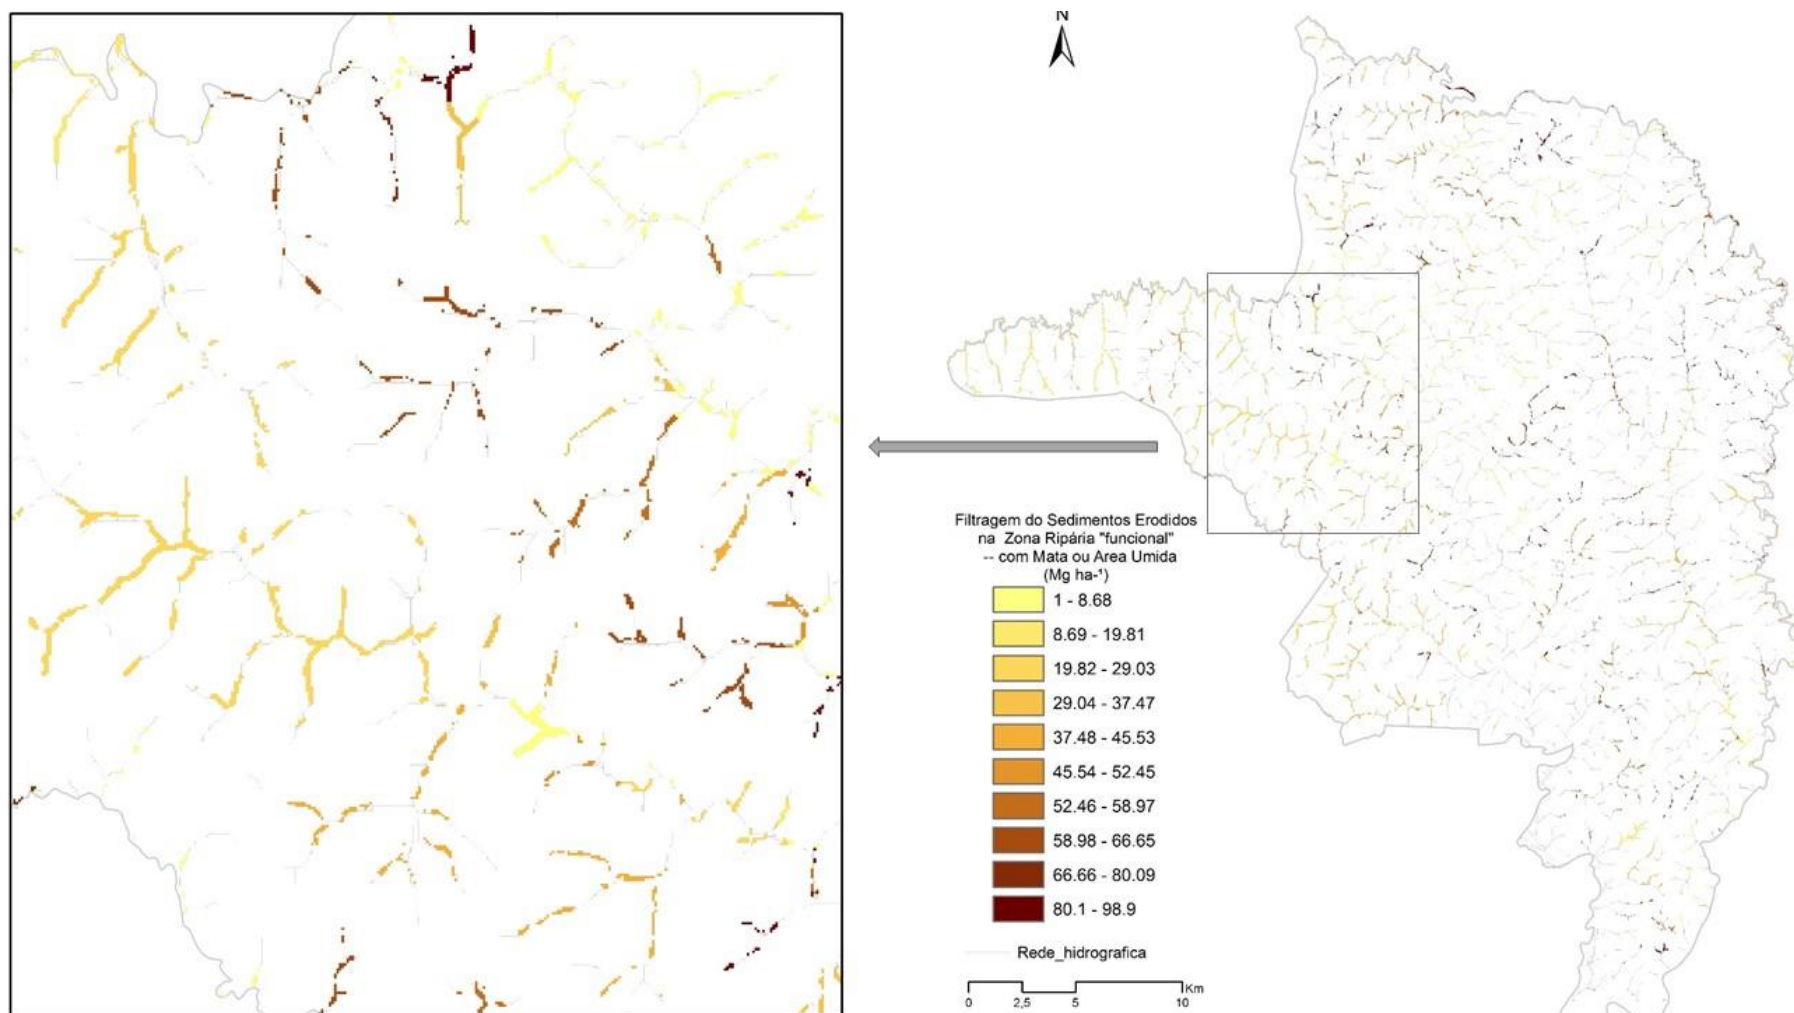 N
Filtragem do Sedimentos Erodidos
na Zona Ripária "funcional"
-- com Mata ou Area Umida
(Mg ha-¹)
1 - 8.68
8.69 - 19.81
19.82 - 29.03
29.04 - 37.47
37.48 - 45.53
45.54 - 52.45
52.46 - 58.97
58.98 - 66.65
66.66 - 80.09
80.1 - 98.9
Rede_hidrografica
Km
0 2,5 5 10